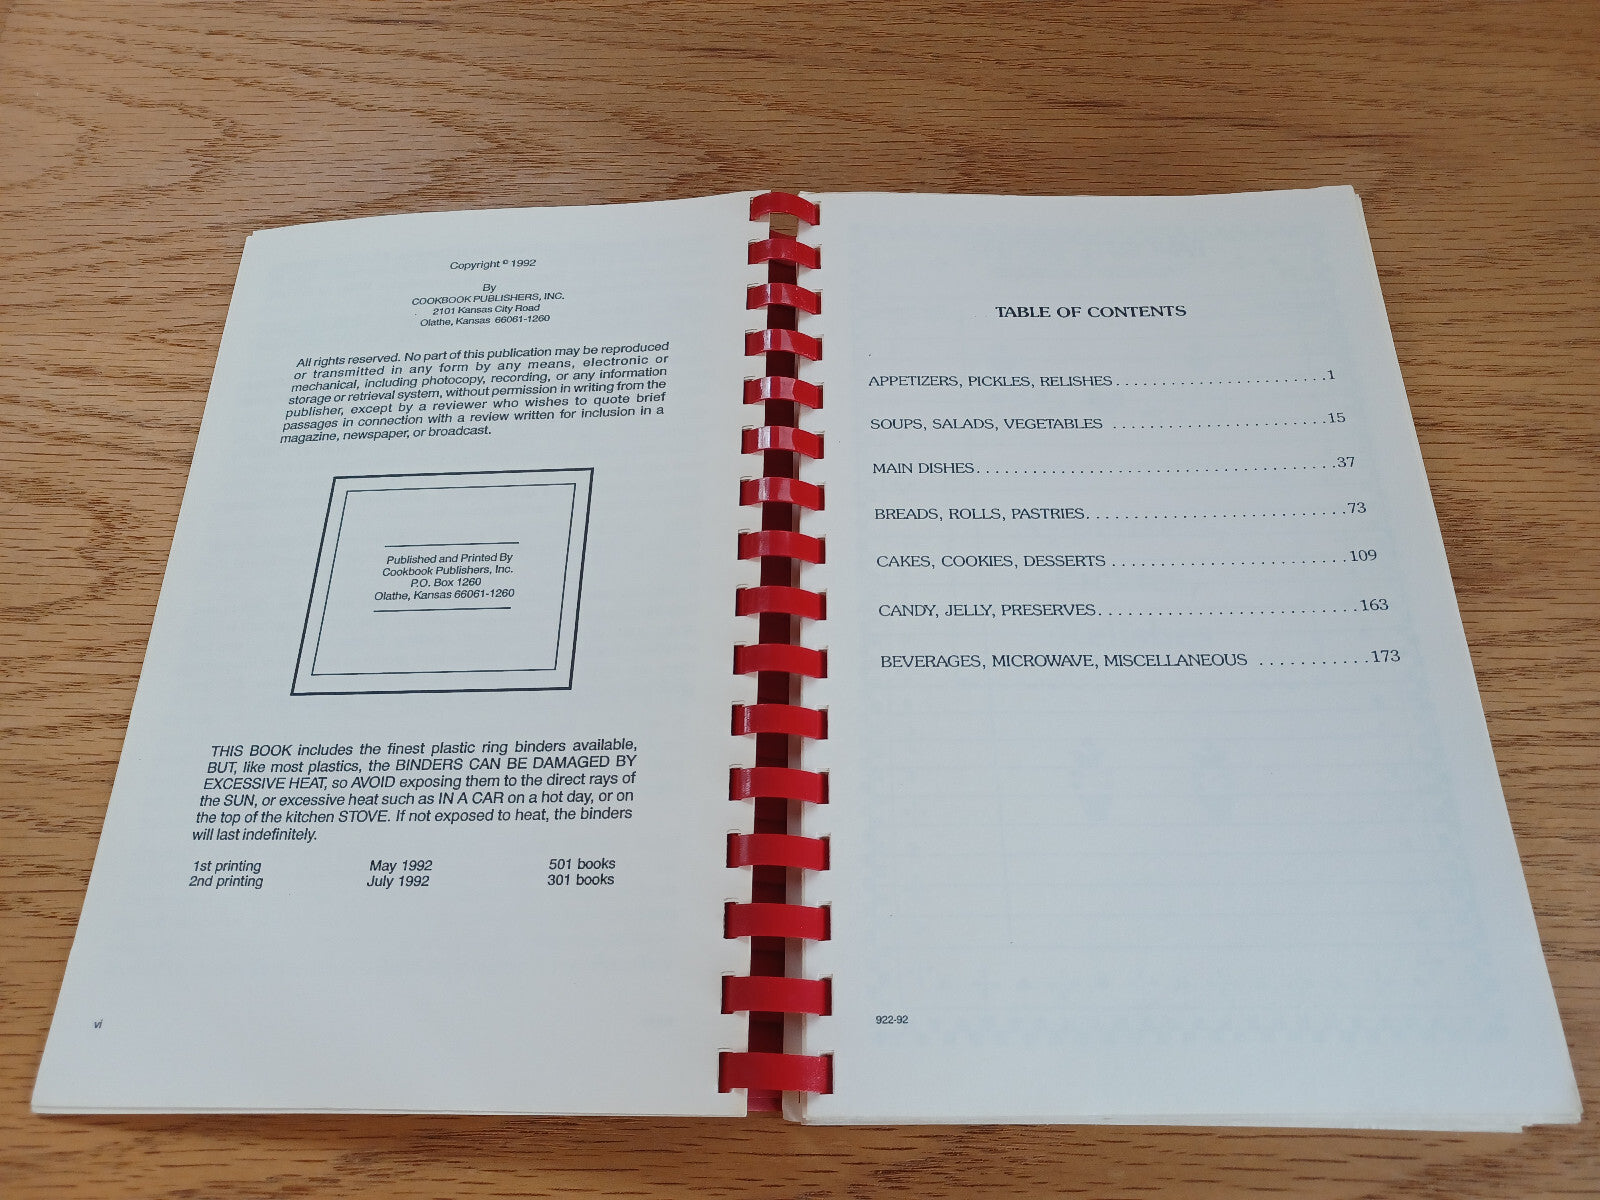 Copyright © 1992
By
COOKBOOK PUBLISHERS, INC.
2101 Kansas City Road
Olathe, Kansas 66061-1260
All rights reserved. No part of this publication may be reproduced
or transmitted in any form by any means, electronic or
mechanical, including photocopy, recording, or any information
storage or retrieval system, without permission in writing from the
publisher, except by a reviewer who wishes to quote brief
passages in connection with a review written for inclusion in a
magazine, newspaper, or broadcast.
Published and Printed By
Cookbook Publishers, Inc.
P.O. Box 1260
Olathe, Kansas 66061-1260
THIS BOOK includes the finest plastic ring binders available,
BUT, like most plastics, the BINDERS CAN BE DAMAGED BY
EXCESSIVE HEAT, so AVOID exposing them to the direct rays of
the SUN, or excessive heat such as IN A CAR on a hot day, or on
the top of the kitchen STOVE. If not exposed to heat, the binders
will last indefinitely.
1st printing May 1992 501 books
2nd printing July 1992 301 books
vi
TABLE OF CONTENTS
APPETIZERS, PICKLES, RELISHES.......................1
SOUPS, SALADS, VEGETABLES .......................15
MAIN DISHES.......................................37
BREADS, ROLLS, PASTRIES............................73
CAKES, COOKIES, DESSERTS .........................109
CANDY, JELLY, PRESERVES...........................163
BEVERAGES, MICROWAVE, MISCELLANEOUS ...........173
922-92